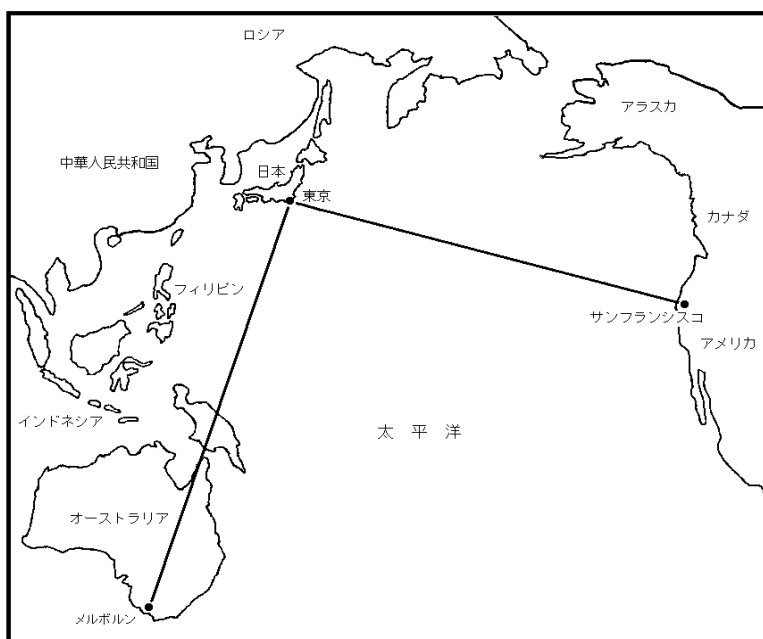 ロシア
アラスカ
中華人民共和国
日本
東京
カナダ
フィリピン
サンフランシスコ
アメリカ
インドネシア
太平洋
オーストラリア
メルボルン